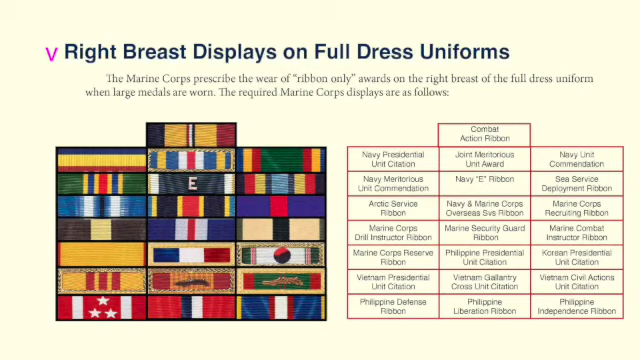 v Right Breast Displays on Full Dress Uniforms
The Marine Corps prescribe the wear of “ribbon only” awards on the right breast of the full dress uniform
when large medals are worn. The required Marine Corps displays are as follows:
E
Combat
Action Ribbon
Navy Presidential
Unit Citation
Joint Meritorious
Unit Award
Navy Unit
Commendation
Navy Meritorious
Unit Commendation
Navy "E" Ribbon
Sea Service
Deployment Ribbon
Arctic Service
Ribbon
Navy & Marine Corps
Overseas Svs Ribbon
Marine Corps
Recruiting Ribbon
Marine Corps
Drill Instructor Ribbon
Marine Security Guard
Ribbon
Marine Combat
Instructor Ribbon
Marine Corps Reserve
Ribbon
Philippine Presidential
Unit Citation
Korean Presidential
Unit Citation
Vietnam Presidential
Unit Citation
Vietnam Gallantry
Cross Unit Citation
Vietnam Civil Actions
Unit Citation
Philippine Defense
Ribbon
Philippine
Liberation Ribbon
Philippine
Independence Ribbon